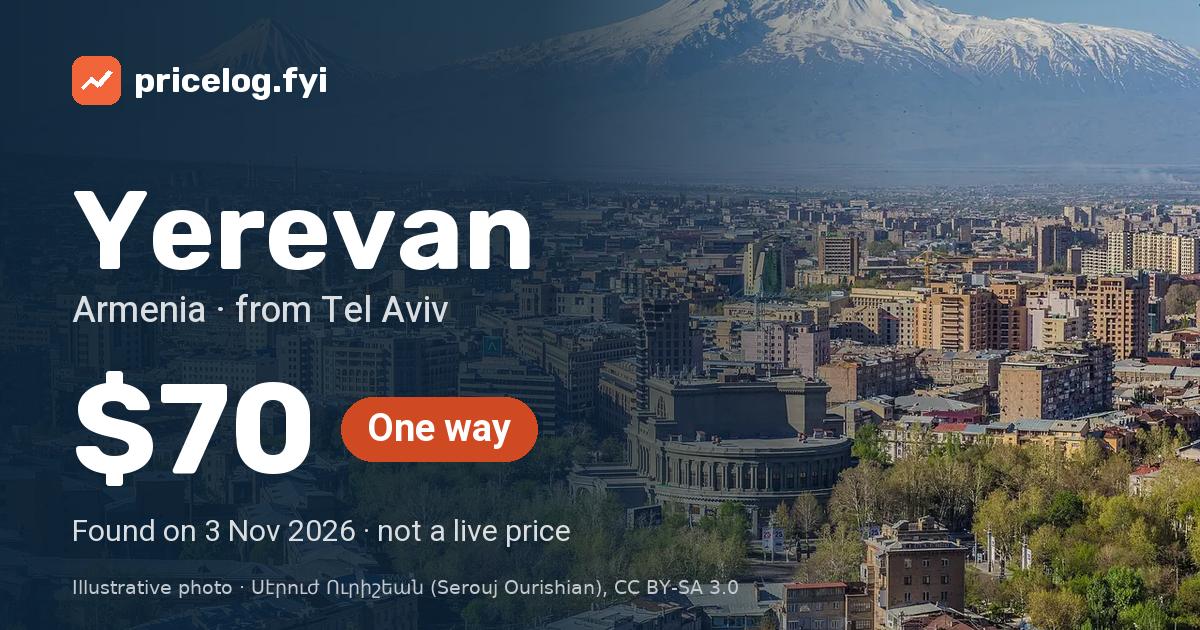 pricelog.fyi
Yerevan
Armenia · from Tel Aviv
$70 One way
Found on 3 Nov 2026 · not a live price
Illustrative photo · Սէրուժ Ուրիշեան (Serouj Ourishian), CC BY-SA 3.0